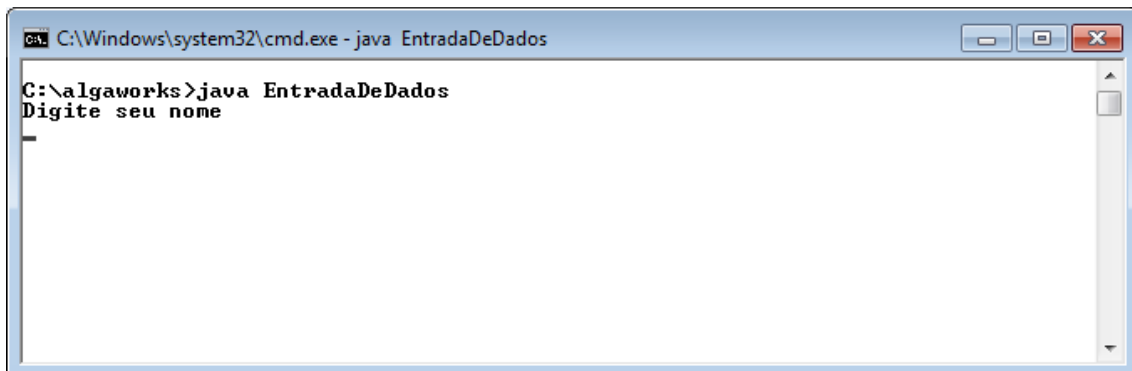 C:\Windows\system32\cmd.exe - java EntradaDeDados
C:\algaworks>java EntradaDeDados
Digite seu nome